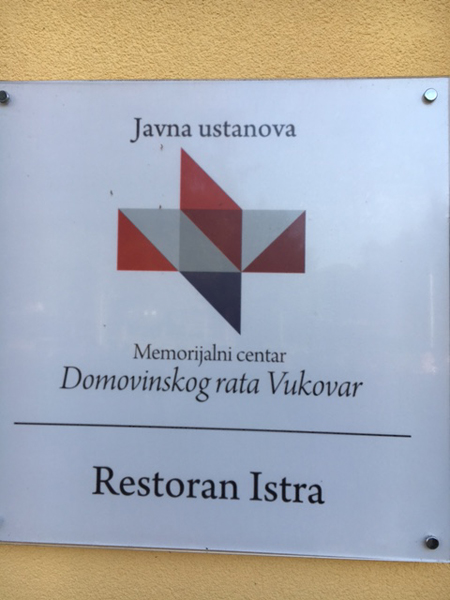 Javna ustanova
Memorijalni centar
Domovinskog rata Vukovar
Restoran Istra